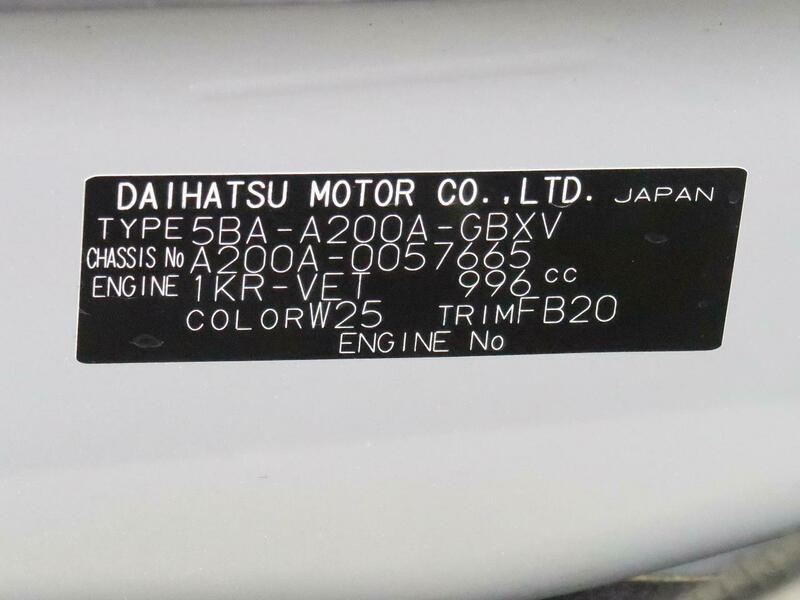 DAIHATSU MOTOR CO.,LTD. JAPAN
TYPE 5BA-A200A-GBXV
CHASSIS No A200A-0057665
ENGINE 1KR-VET 996 cc
COLOR W25 TRIM FB20
ENGINE No